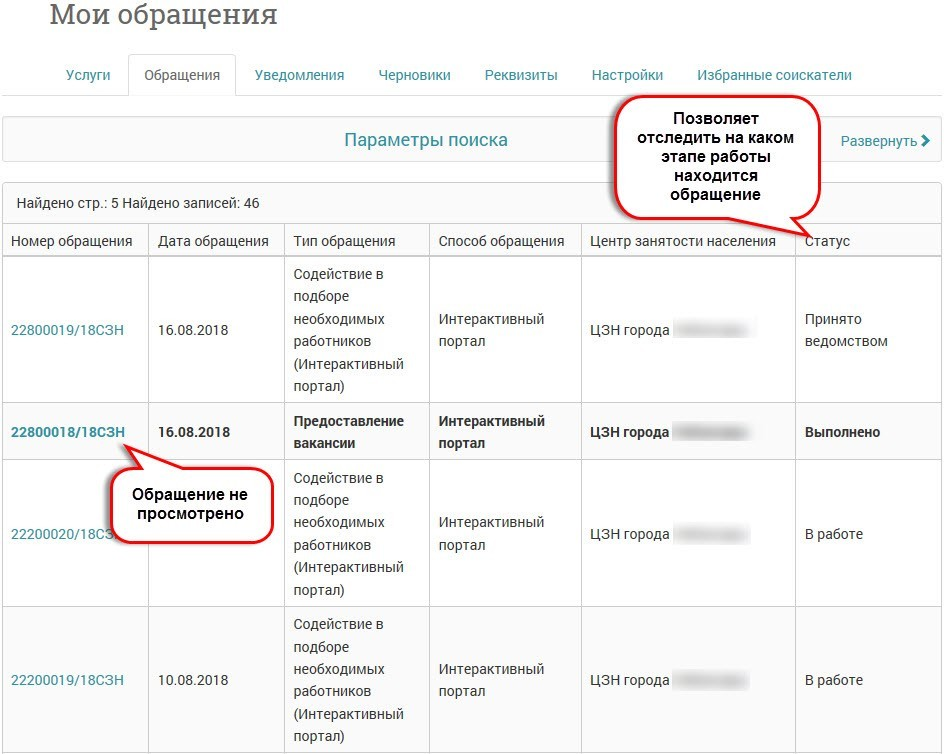 Мои обращения
Услуги Обращения Уведомления Черновики Реквизиты Настройки Избранные соискатели
Параметры поиска
Развернуть
Позволяет
отследить на каком
этапе работы
находится
обращение
Найдено стр.: 5 Найдено записей: 46
Номер обращения Дата обращения Тип обращения Способ обращения Центр занятости населения Статус
22800019/18СЗН
16.08.2018
Содействие в
подборе
необходимых
работников
(Интерактивный
портал)
Интерактивный
портал
ЦЗН города
Принято
ведомством
22800018/18СЗН
16.08.2018
Предоставление
вакансии
Интерактивный
портал
ЦЗН города
Выполнено
Обращение не
просмотрено
22200020/18СЗ
Содействие в
подборе
необходимых
работников
(Интерактивный
портал)
Интерактивный
портал
ЦЗН города
В работе
22200019/18СЗН
10.08.2018
Содействие в
подборе
необходимых
работников
(Интерактивный
портал)
Интерактивный
портал
ЦЗН города
В работе